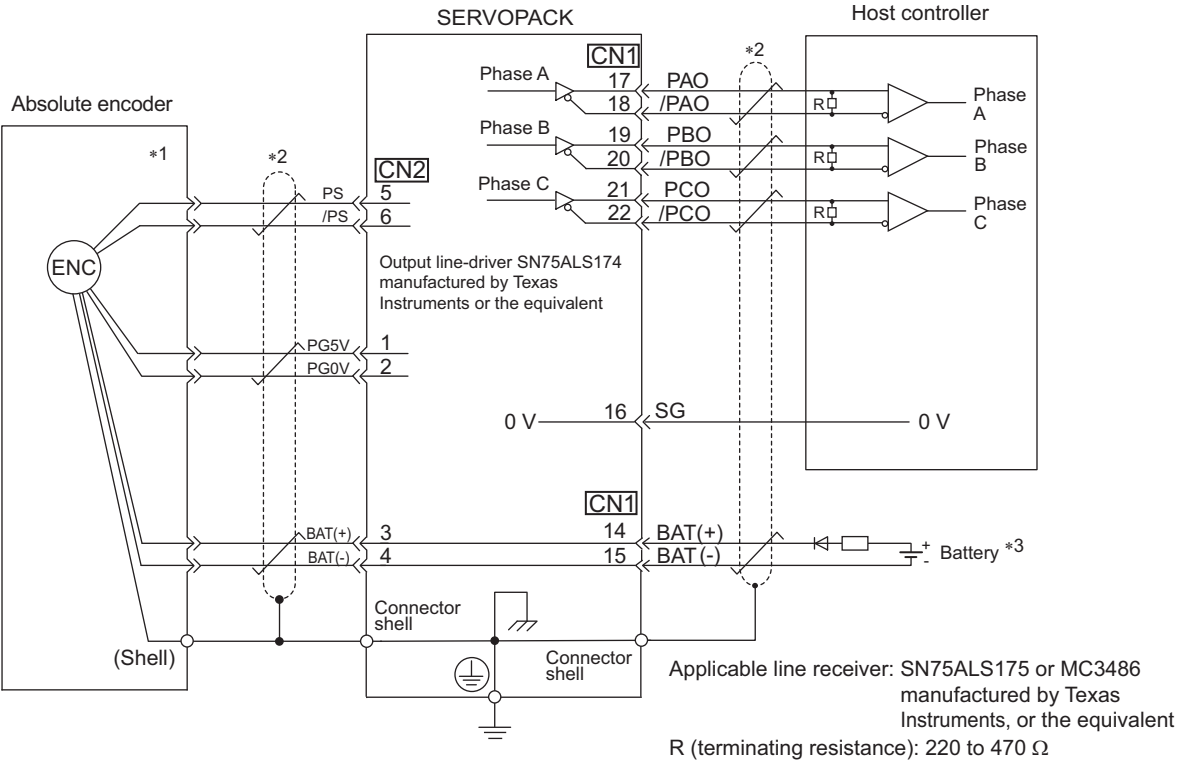 SERVOPACK
Host controller
Absolute encoder
*1
*2
CN2
PS 5
/PS 6
ENC
PG5V 1
PG0V 2
BAT(+) 3
BAT(-) 4
(Shell)
Connector
shell
Output line-driver SN75ALS174
manufactured by Texas
Instruments or the equivalent
CN1
Phase A
17 PAO
18 /PAO
Phase B
19 PBO
20 /PBO
Phase C
21 PCO
22 /PCO
*2
R
Phase
A
R
Phase
B
R
Phase
C
0 V 16 SG 0 V
CN1
14 BAT(+)
15 BAT(-)
+
-
Battery *3
Connector
shell
Applicable line receiver: SN75ALS175 or MC3486
manufactured by Texas
Instruments, or the equivalent
R (terminating resistance): 220 to 470 Ω